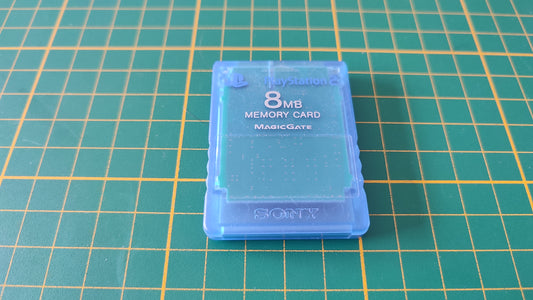 PlayStation 2
8MB
MEMORY CARD
MAGICGATE
SONY